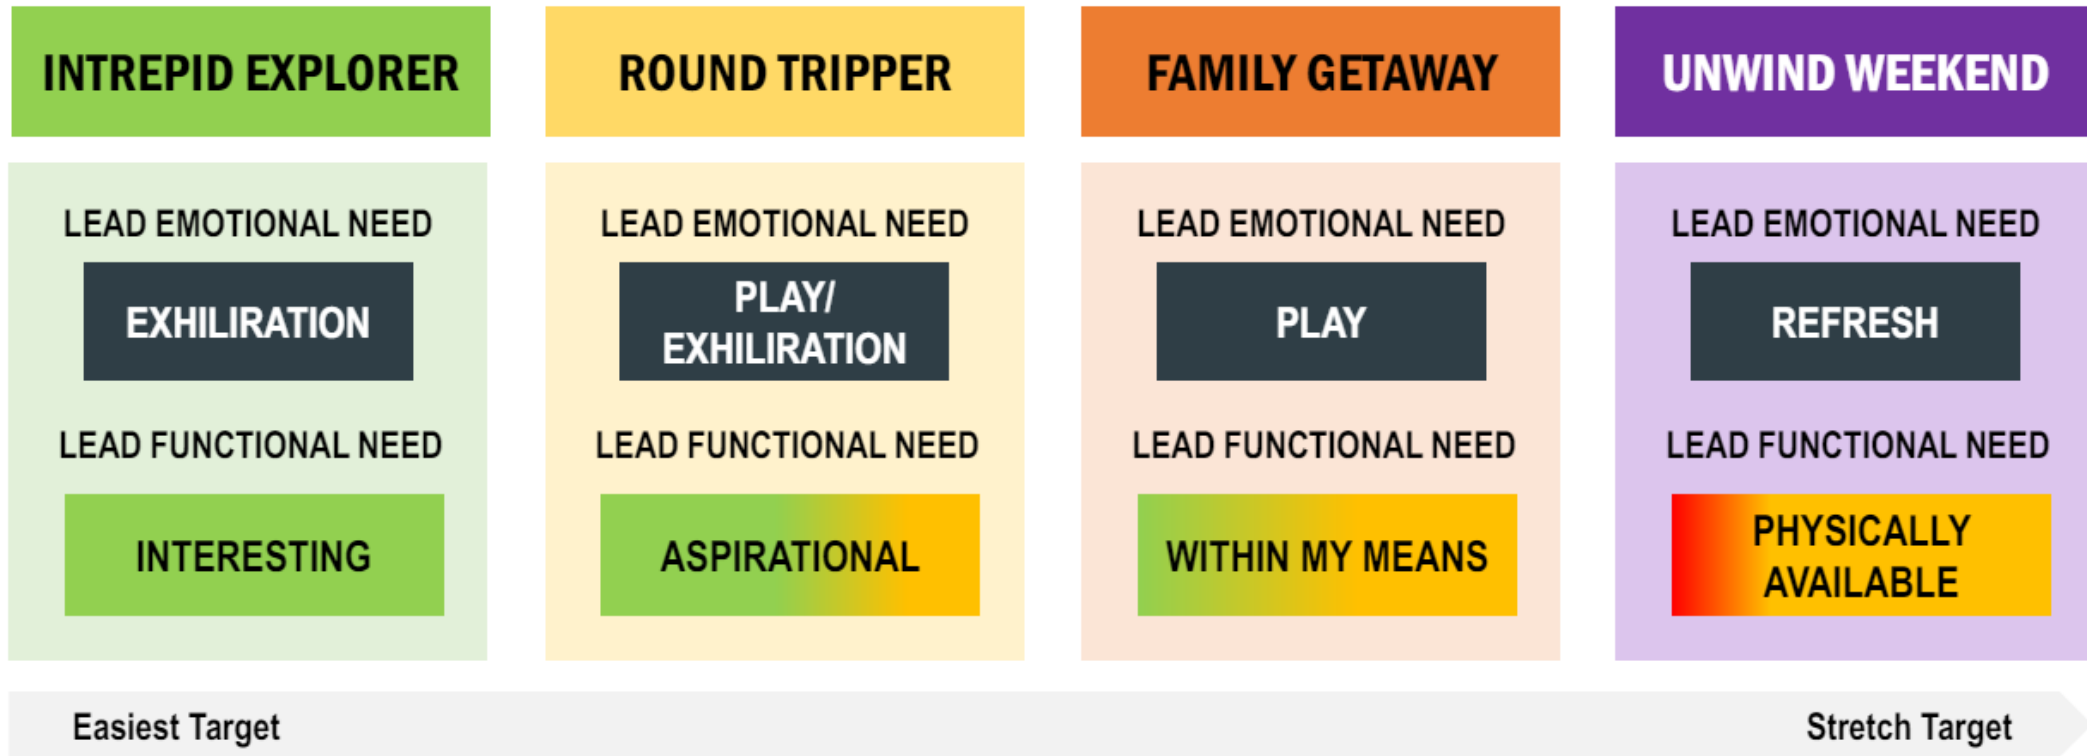 INTREPID EXPLORER
LEAD EMOTIONAL NEED
EXHILIRATION
LEAD FUNCTIONAL NEED
INTERESTING
ROUND TRIPPER
LEAD EMOTIONAL NEED
PLAY/
EXHILIRATION
LEAD FUNCTIONAL NEED
ASPIRATIONAL
FAMILY GETAWAY
LEAD EMOTIONAL NEED
PLAY
LEAD FUNCTIONAL NEED
WITHIN MY MEANS
UNWIND WEEKEND
LEAD EMOTIONAL NEED
REFRESH
LEAD FUNCTIONAL NEED
PHYSICALLY
AVAILABLE
Easiest Target
Stretch Target